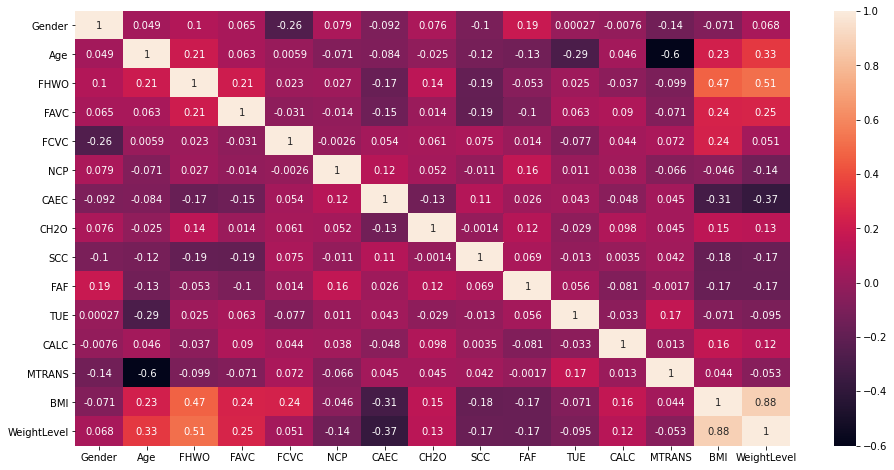 Gender 1 0.049 0.1 0.065 -0.26 0.079 -0.092 0.076 -0.1 0.19 0.00027 -0.0076 -0.14 -0.071 0.068
Age 0.049 1 0.21 0.063 0.0059 -0.071 -0.084 -0.025 -0.12 -0.13 -0.29 0.046 -0.6 0.23 0.33
FHWO 0.1 0.21 1 0.21 0.023 0.027 -0.17 0.14 -0.19 -0.053 0.025 -0.037 -0.099 0.47 0.51
FAVC 0.065 0.063 0.21 1 -0.031 -0.014 -0.15 0.014 -0.19 -0.1 0.063 0.09 -0.071 0.24 0.25
FCVC -0.26 0.0059 0.023 -0.031 1 -0.0026 0.054 0.061 0.075 0.014 -0.077 0.044 0.072 0.24 0.051
NCP 0.079 -0.071 0.027 -0.014 -0.0026 1 0.12 0.052 -0.011 0.16 0.011 0.038 -0.066 -0.046 -0.14
CAEC -0.092 -0.084 -0.17 -0.15 0.054 0.12 1 -0.13 0.11 0.026 0.043 -0.048 0.045 -0.31 -0.37
CH2O 0.076 -0.025 0.14 0.014 0.061 0.052 -0.13 1 -0.0014 0.12 -0.029 0.098 0.045 0.15 0.13
SCC -0.1 -0.12 -0.19 -0.19 0.075 -0.011 0.11 -0.0014 1 0.069 -0.013 0.0035 0.042 -0.18 -0.17
FAF 0.19 -0.13 -0.053 -0.1 0.014 0.16 0.026 0.12 0.069 1 0.056 -0.081 -0.0017 -0.17 -0.17
TUE 0.00027 -0.29 0.025 0.063 -0.077 0.011 0.043 -0.029 -0.013 0.056 1 -0.033 0.17 -0.071 -0.095
CALC -0.0076 0.046 -0.037 0.09 0.044 0.038 -0.048 0.098 0.0035 -0.081 -0.033 1 0.013 0.16 0.12
MTRANS -0.14 -0.6 -0.099 -0.071 0.072 -0.066 0.045 0.045 0.042 -0.0017 0.17 0.013 1 0.044 -0.053
BMI -0.071 0.23 0.47 0.24 0.24 -0.046 -0.31 0.15 -0.18 -0.17 -0.071 0.16 0.044 1 0.88
WeightLevel 0.068 0.33 0.51 0.25 0.051 -0.14 -0.37 0.13 -0.17 -0.17 -0.095 0.12 -0.053 0.88 1
Gender Age FHWO FAVC FCVC NCP CAEC CH2O SCC FAF TUE CALC MTRANS BMI WeightLevel
1.0
0.8
0.6
0.4
0.2
0.0
-0.2
-0.4
-0.6